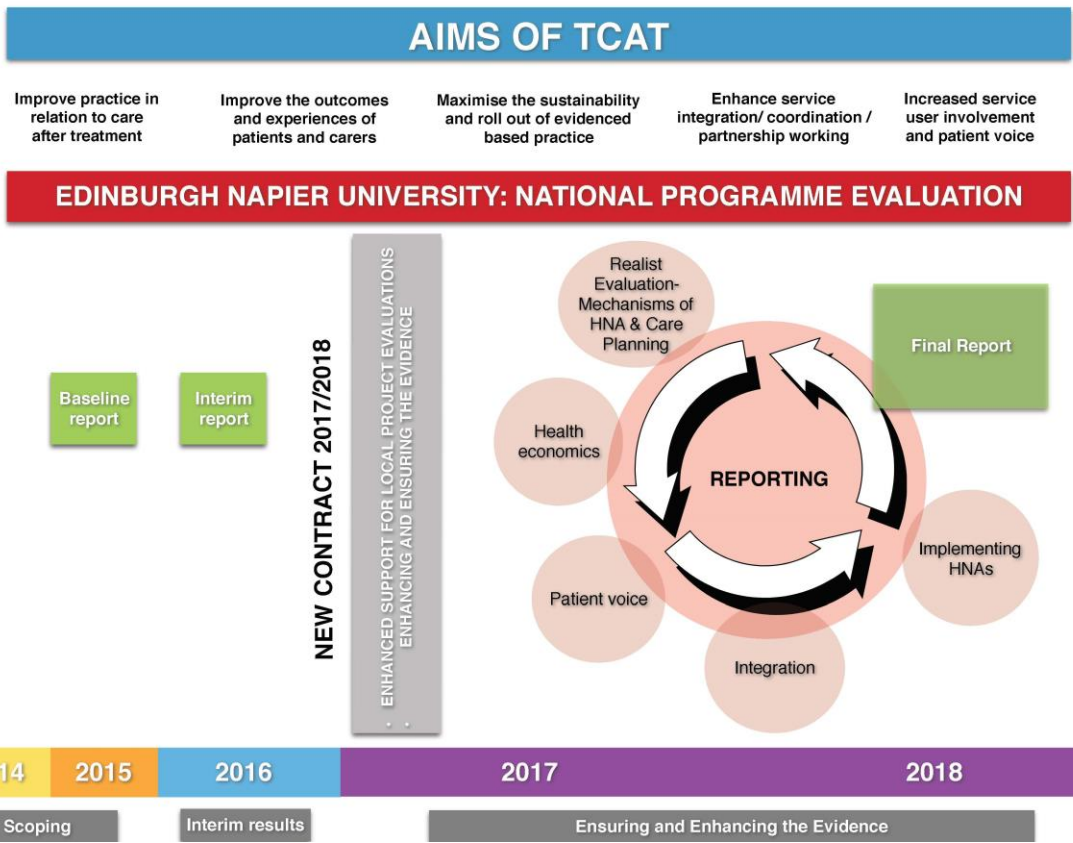 AIMS OF TCAT
Improve practice in
relation to care
after treatment
Improve the outcomes
and experiences of
patients and carers
Maximise the sustainability
and roll out of evidenced
based practice
Enhance service
integration/ coordination /
partnership working
Increased service
user involvement
and patient voice
EDINBURGH NAPIER UNIVERSITY: NATIONAL PROGRAMME EVALUATION
Baseline
report
Interim
report
NEW CONTRACT 2017/2018
· ENHANCED SUPPORT FOR LOCAL PROJECT EVALUATIONS
· ENHANCING AND ENSURING THE EVIDENCE
Realist
Evaluation-
Mechanisms of
HNA & Care
Planning
Health
economics
Patient voice
Integration
Implementing
HNAs
REPORTING
Final Report
14
2015
2016
2017
2018
Scoping
Interim results
Ensuring and Enhancing the Evidence